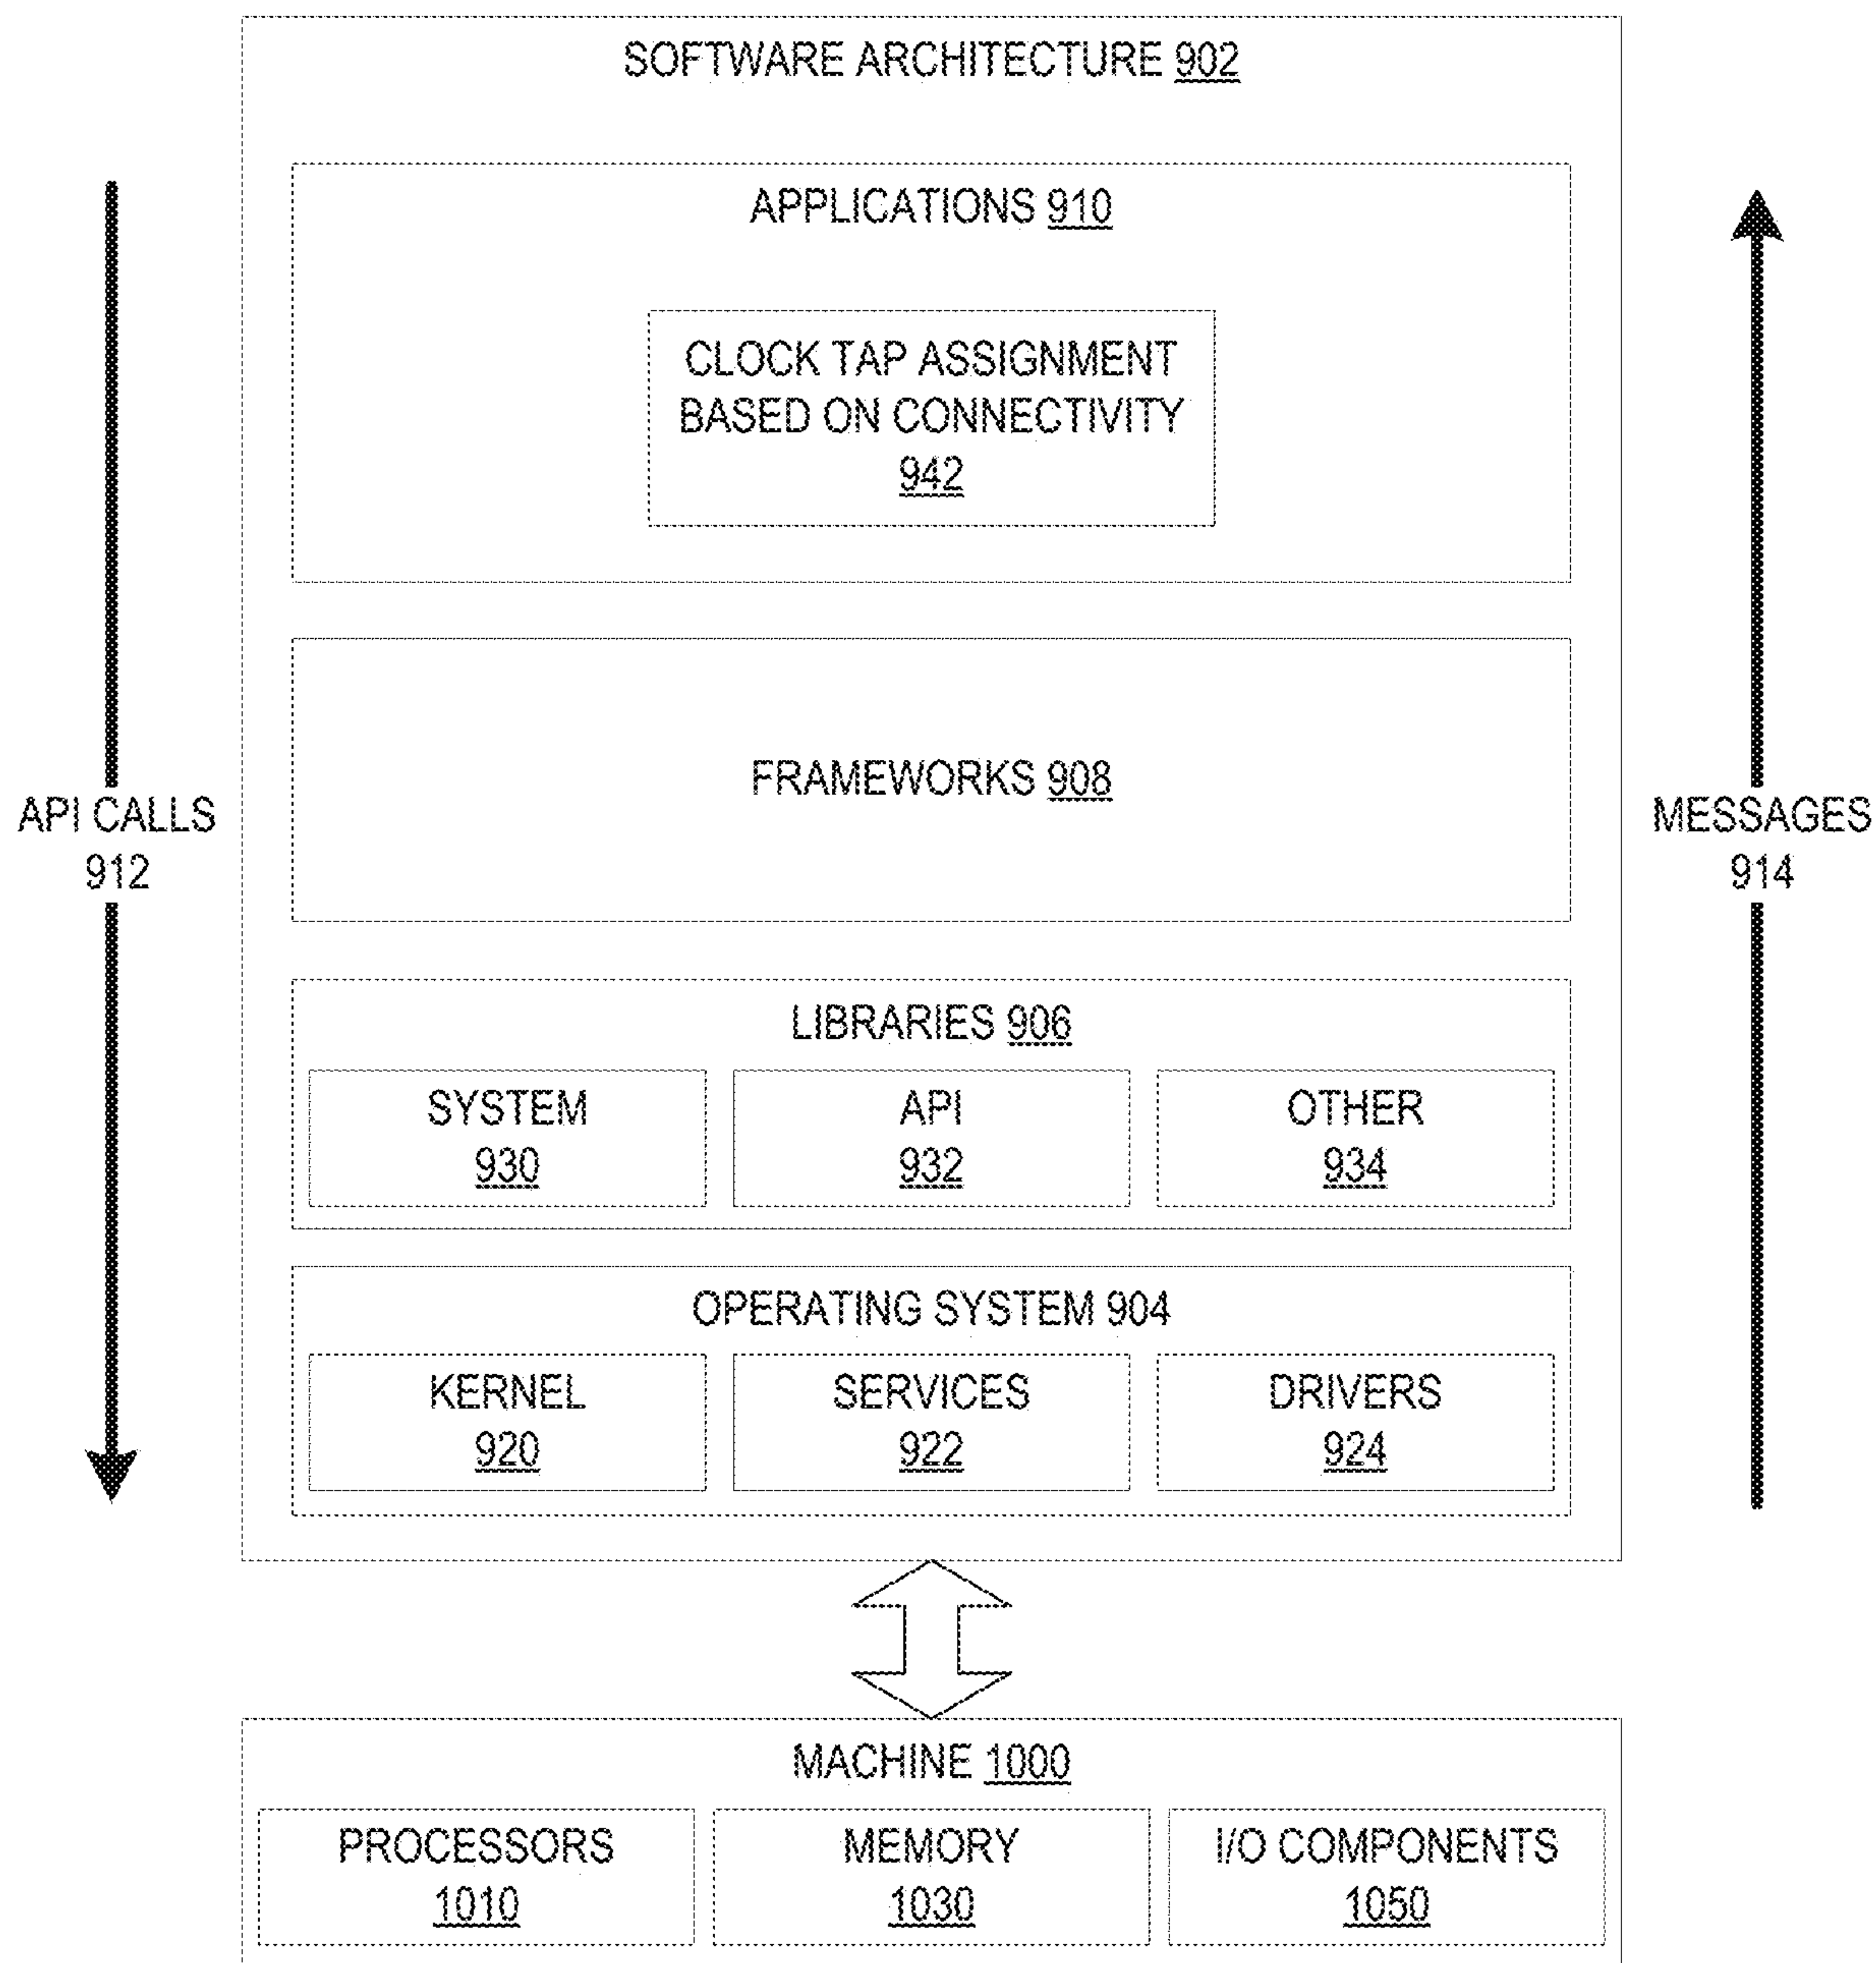 SOFTWARE ARCHITECTURE 902
APPLICATIONS 910
CLOCK TAP ASSIGNMENT
BASED ON CONNECTIVITY
942
FRAMEWORKS 908
API CALLS
912
MESSAGES
914
LIBRARIES 906
SYSTEM
930
API
932
OTHER
934
OPERATING SYSTEM 904
KERNEL
920
SERVICES
922
DRIVERS
924
MACHINE 1000
PROCESSORS
1010
MEMORY
1030
I/O COMPONENTS
1050